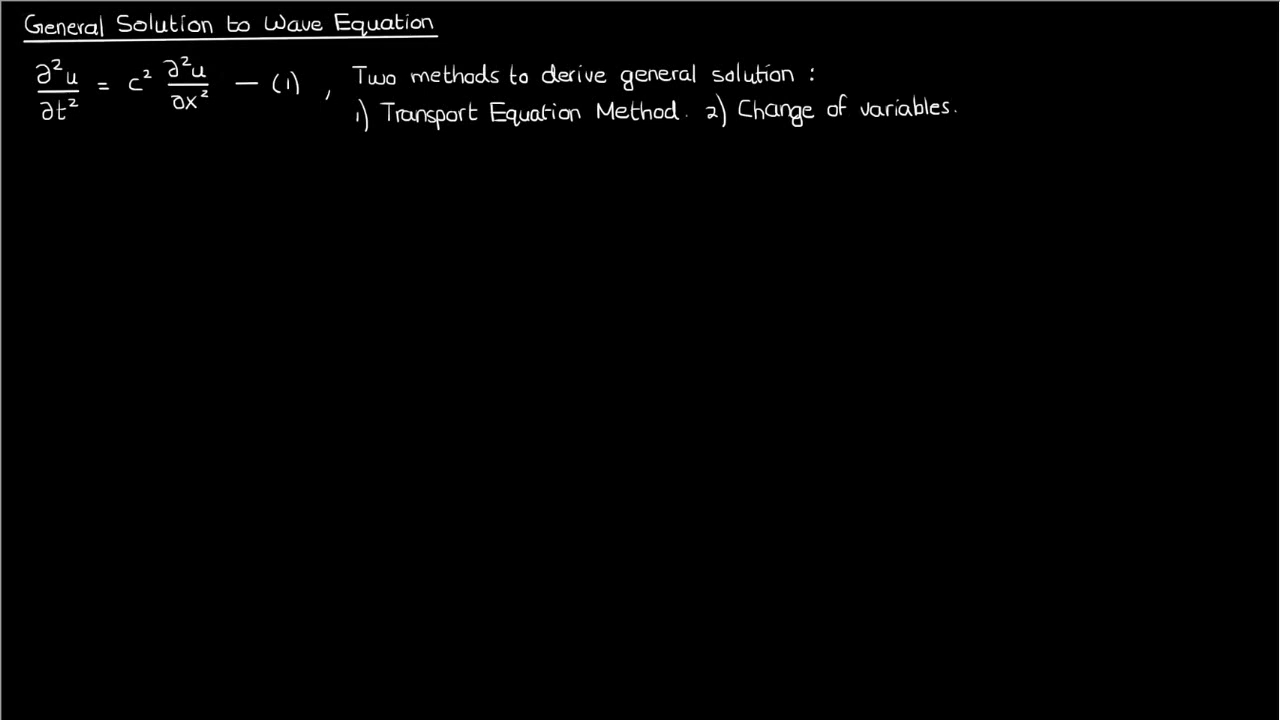 General Solution to Wave Equation
∂²u/∂t² = c² ∂²u/∂x² — (1) , Two methods to derive general solution :
1) Transport Equation Method. 2) Change of variables.